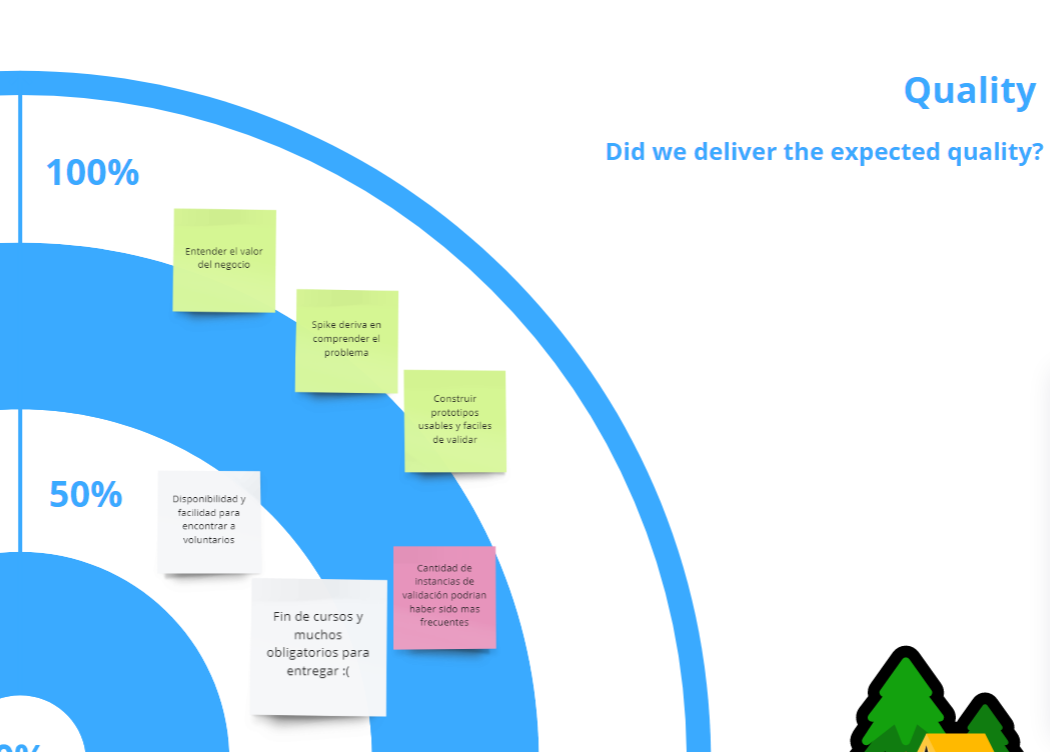 Quality
Did we deliver the expected quality?
100%
Entender el valor
del negocio
Spike deriva en
comprender el
problema
Construir
prototipos
usables y faciles
de validar
50%
Disponibilidad y
facilidad para
encontrar a
voluntarios
Cantidad de
instancias de
validación podrian
haber sido mas
frecuentes
Fin de cursos y
muchos
obligatorios para
entregar :(